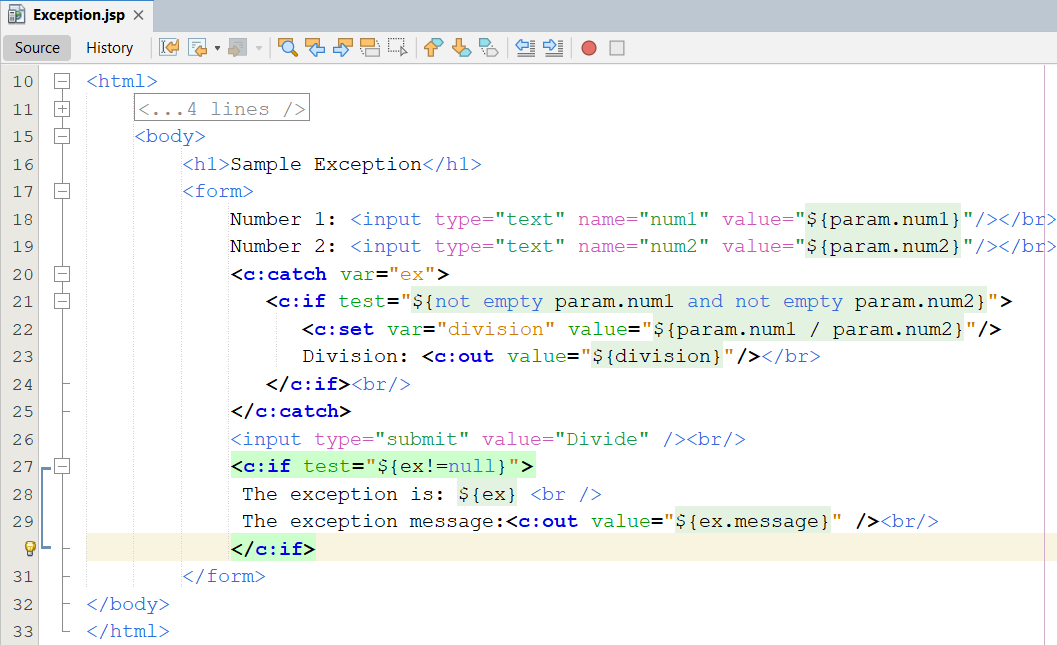 Exception.jsp
Source History
10 <html>
11 <...4 lines />
15 <body>
16 <h1>Sample Exception</h1>
17 <form>
18 Number 1: <input type="text" name="num1" value="${param.num1}"/></br>
19 Number 2: <input type="text" name="num2" value="${param.num2}"/></br>
20 <c:catch var="ex">
21 <c:if test="${not empty param.num1 and not empty param.num2}">
22 <c:set var="division" value="${param.num1 / param.num2}"/>
23 Division: <c:out value="${division}"/></br>
24 </c:if><br/>
25 </c:catch>
26 <input type="submit" value="Divide" /><br/>
27 <c:if test="${ex!=null}">
28 The exception is: ${ex} <br />
29 The exception message:<c:out value="${ex.message}" /><br/>
</c:if>
31 </form>
32 </body>
33 </html>